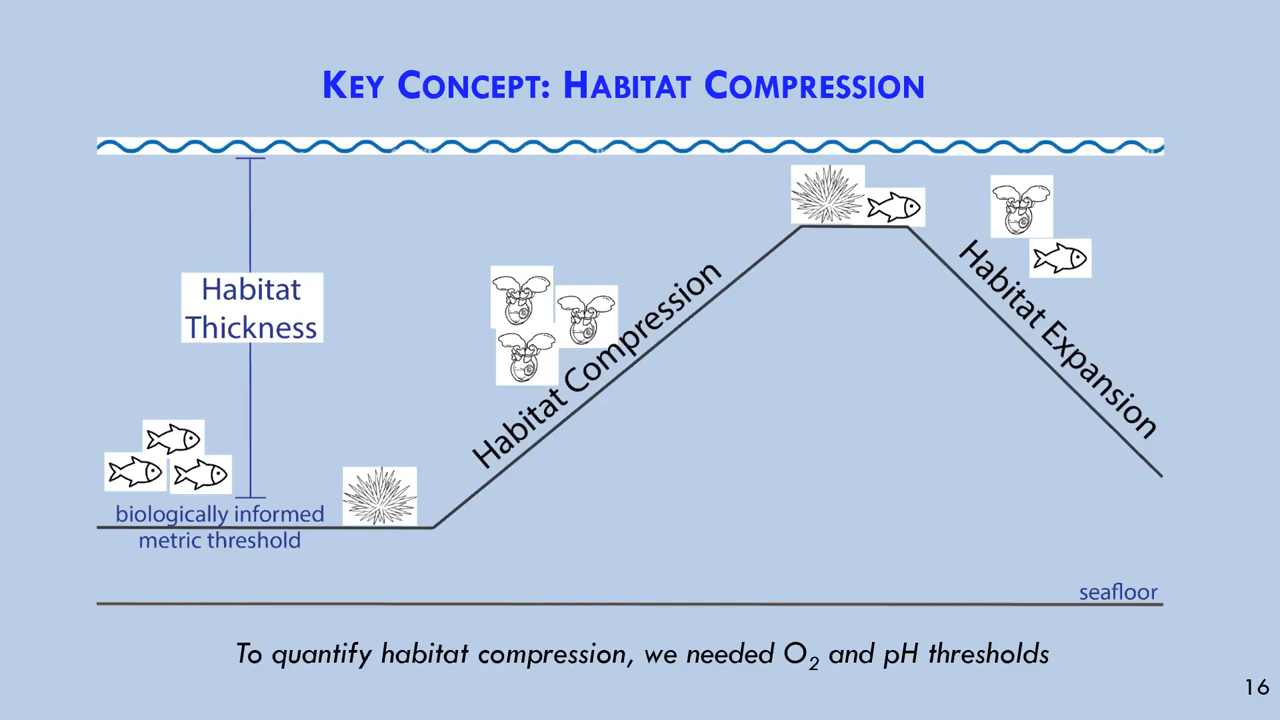 KEY CONCEPT: HABITAT COMPRESSION
Habitat
Thickness
Habitat Compression
Habitat Expansion
biologically informed
metric threshold
seafloor
To quantify habitat compression, we needed O₂ and pH thresholds
16